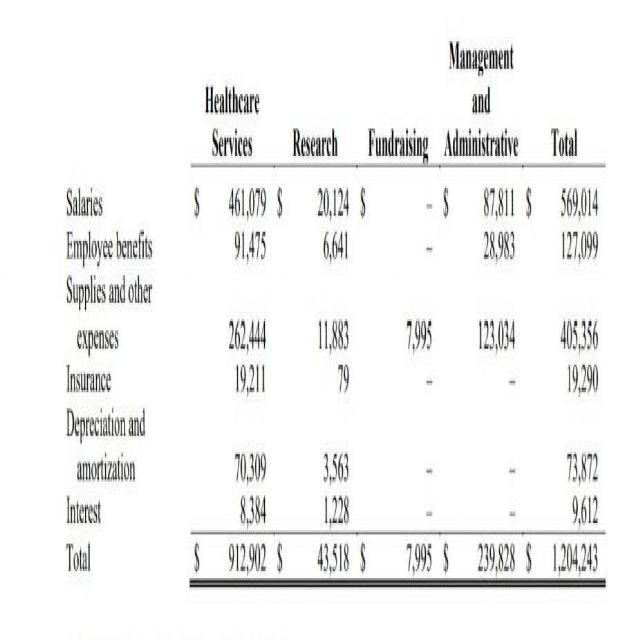 Management
Healthcare and
Services Research Fundraising Administrative Total
Salaries $ 461,079 $ 20,124 $ – $ 87,811 $ 569,014
Employee benefits 91,475 6,641 – 28,983 127,099
Supplies and other
expenses 262,444 11,883 7,995 123,034 405,356
Insurance 19,211 79 – – 19,290
Depreciation and
amortization 70,309 3,563 – – 73,872
Interest 8,384 1,228 – – 9,612
Total $ 912,902 $ 43,518 $ 7,995 $ 239,828 $ 1,204,243